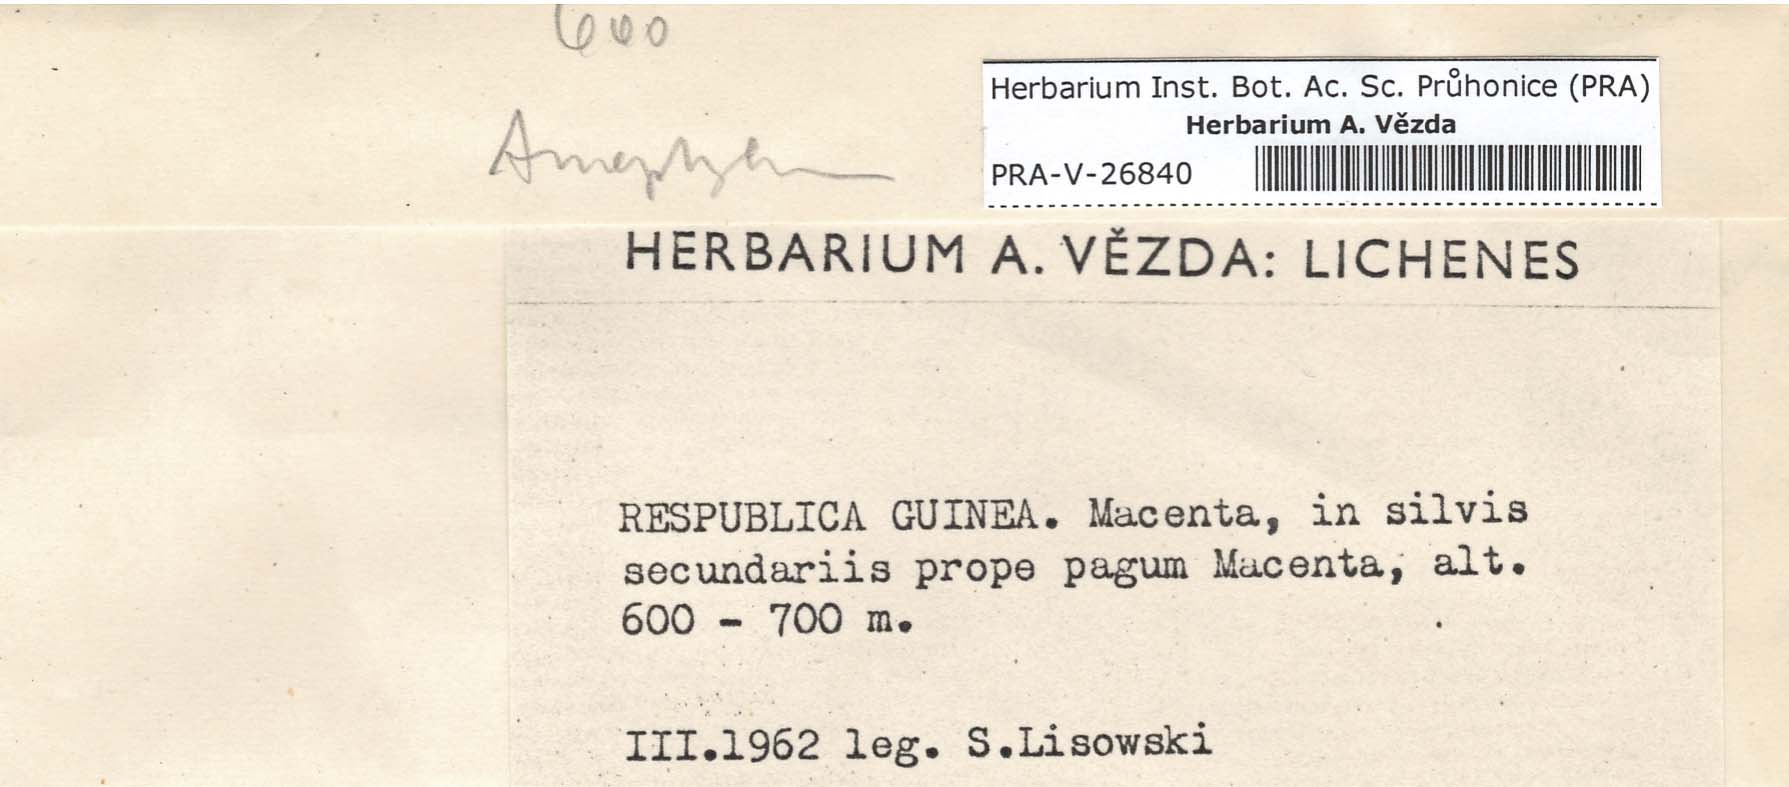 600
Herbarium Inst. Bot. Ac. Sc. Průhonice (PRA)
Herbarium A. Vězda
PRA-V-26840
HERBARIUM A. VĚZDA: LICHENES
RESPUBLICA GUINEA. Macenta, in silvis
secundariis prope pagum Macenta, alt.
600 - 700 m.
III.1962 leg. S.Lisowski